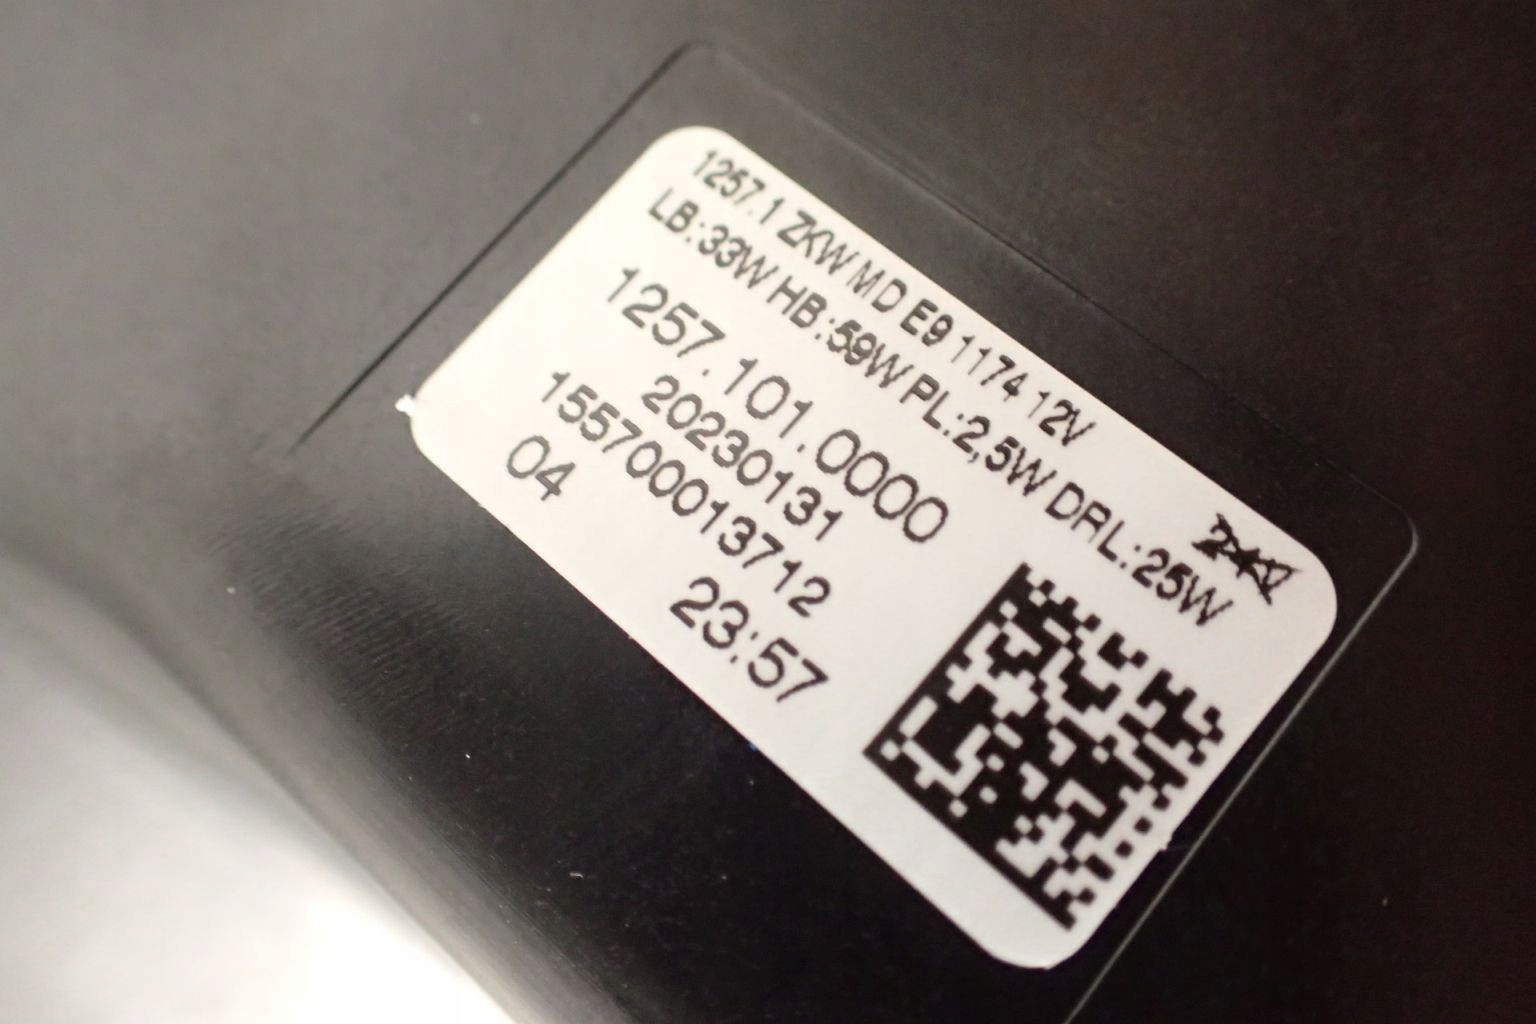 1257.1 ZKW MD E9 1174 12V
LB:33W HB:59W PL:2,5W DRL:25W
1257.101.0000
20230131
155700013712
04
23:57